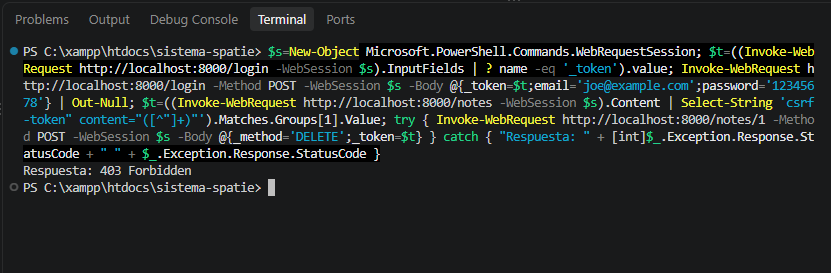 Problems Output Debug Console Terminal Ports
PS C:\xampp\htdocs\sistema-spatie> $s=New-Object Microsoft.PowerShell.Commands.WebRequestSession; $t=((Invoke-Web
Request http://localhost:8000/login -WebSession $s).InputFields | ? name -eq '_token').value; Invoke-WebRequest h
ttp://localhost:8000/login -Method POST -WebSession $s -Body @{_token=$t;email='joe@example.com';password='123456
78'} | Out-Null; $t=((Invoke-WebRequest http://localhost:8000/notes -WebSession $s).Content | Select-String 'csrf
-token" content="([^"]+)"').Matches.Groups[1].Value; try { Invoke-WebRequest http://localhost:8000/notes/1 -Metho
d POST -WebSession $s -Body @{_method='DELETE';_token=$t} } catch { "Respuesta: " + [int]$_.Exception.Response.St
atusCode + " " + $_.Exception.Response.StatusCode }
Respuesta: 403 Forbidden
PS C:\xampp\htdocs\sistema-spatie>